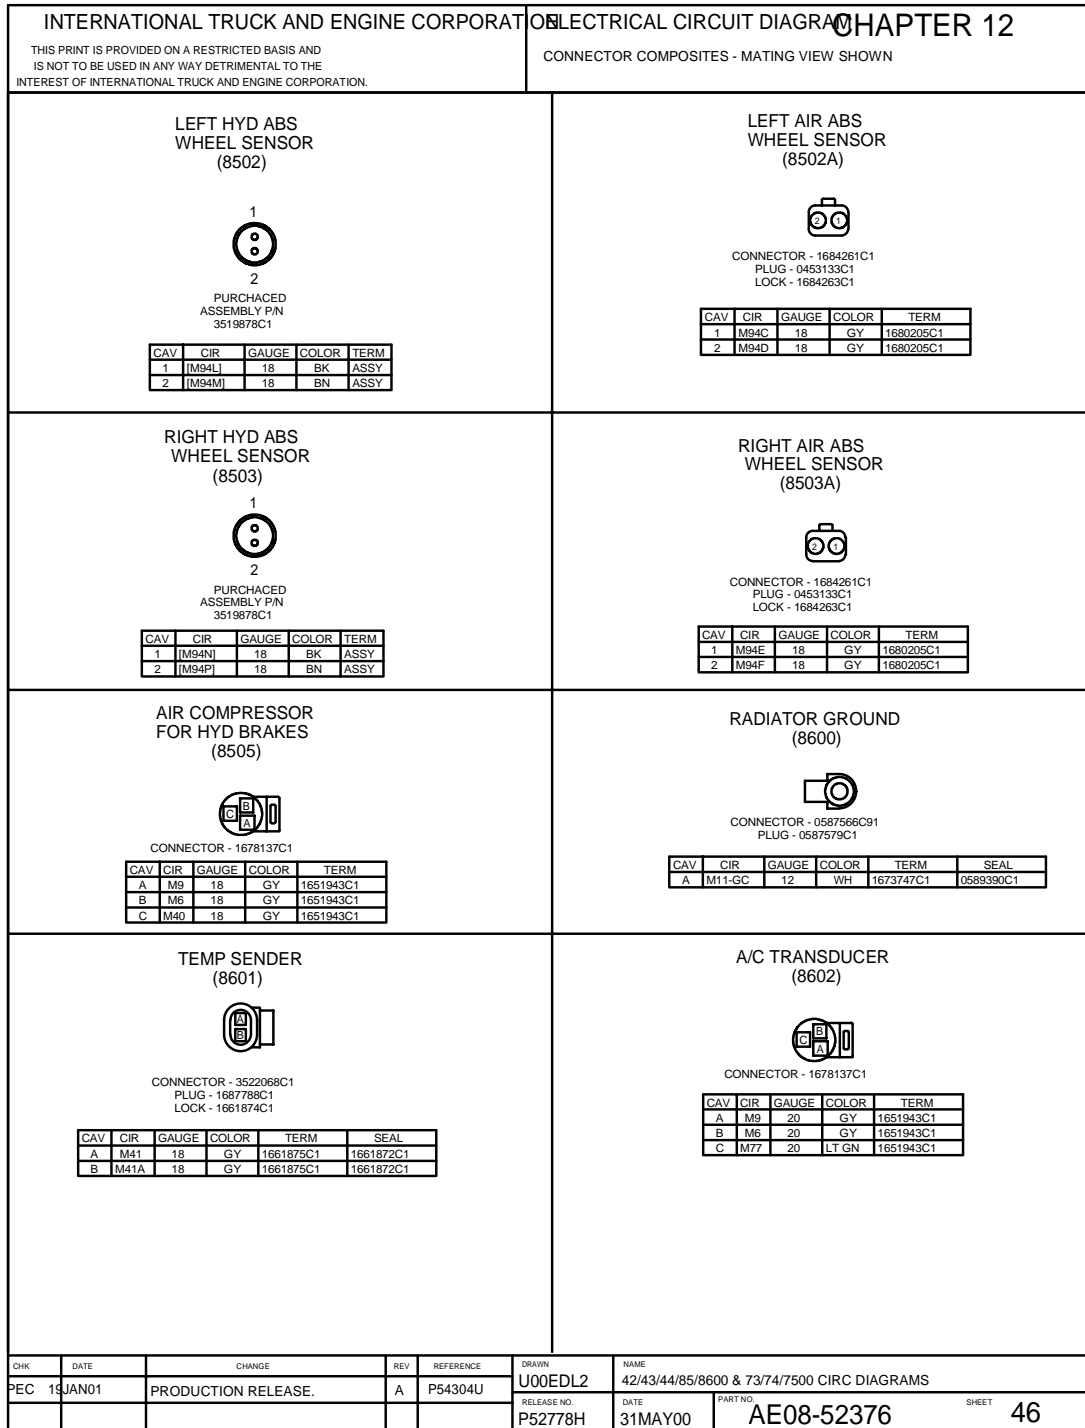 INTERNATIONAL TRUCK AND ENGINE CORPORATION
THIS PRINT IS PROVIDED ON A RESTRICTED BASIS AND
IS NOT TO BE USED IN ANY WAY DETRIMENTAL TO THE
INTEREST OF INTERNATIONAL TRUCK AND ENGINE CORPORATION.
ELECTRICAL CIRCUIT DIAGRAM
CHAPTER 12
CONNECTOR COMPOSITES - MATING VIEW SHOWN
LEFT HYD ABS
WHEEL SENSOR
(8502)
1
2
PURCHACED
ASSEMBLY P/N
3519878C1
CAV CIR GAUGE COLOR TERM
1 [M94L] 18 BK ASSY
2 [M94M] 18 BN ASSY
LEFT AIR ABS
WHEEL SENSOR
(8502A)
2 1
CONNECTOR - 1684261C1
PLUG - 0453133C1
LOCK - 1684263C1
CAV CIR GAUGE COLOR TERM
1 M94C 18 GY 1680205C1
2 M94D 18 GY 1680205C1
RIGHT HYD ABS
WHEEL SENSOR
(8503)
1
2
PURCHACED
ASSEMBLY P/N
3519878C1
CAV CIR GAUGE COLOR TERM
1 [M94N] 18 BK ASSY
2 [M94P] 18 BN ASSY
RIGHT AIR ABS
WHEEL SENSOR
(8503A)
2 1
CONNECTOR - 1684261C1
PLUG - 0453133C1
LOCK - 1684263C1
CAV CIR GAUGE COLOR TERM
1 M94E 18 GY 1680205C1
2 M94F 18 GY 1680205C1
AIR COMPRESSOR
FOR HYD BRAKES
(8505)
B
C
A
CONNECTOR - 1678137C1
CAV CIR GAUGE COLOR TERM
A M9 18 GY 1651943C1
B M6 18 GY 1651943C1
C M40 18 GY 1651943C1
RADIATOR GROUND
(8600)
CONNECTOR - 0587566C91
PLUG - 0587579C1
CAV CIR GAUGE COLOR TERM SEAL
A M11-GC 12 WH 1673747C1 0589390C1
TEMP SENDER
(8601)
A
B
CONNECTOR - 3522068C1
PLUG - 1687788C1
LOCK - 1661874C1
CAV CIR GAUGE COLOR TERM SEAL
A M41 18 GY 1661875C1 1661872C1
B M41A 18 GY 1661875C1 1661872C1
A/C TRANSDUCER
(8602)
B
C
A
CONNECTOR - 1678137C1
CAV CIR GAUGE COLOR TERM
A M9 20 GY 1651943C1
B M6 20 GY 1651943C1
C M77 20 LT GN 1651943C1
CHK DATE CHANGE REV REFERENCE
PEC 19JAN01 PRODUCTION RELEASE. A P54304U
DRAWN
U00EDL2
NAME
42/43/44/85/8600 & 73/74/7500 CIRC DIAGRAMS
RELEASE NO.
P52778H
DATE
31MAY00
PART NO.
AE08-52376
SHEET 46